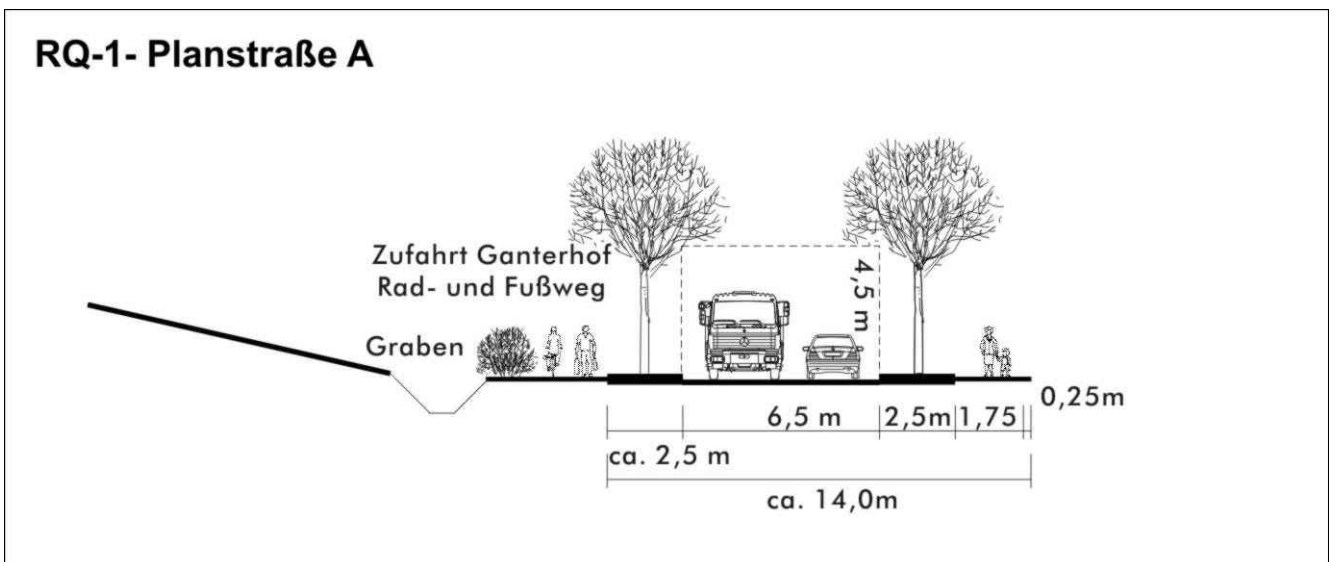 RQ-1- Planstraße A
Zufahrt Ganterhof
Rad- und Fußweg
Graben
4,5 m
0,25m
6,5 m
2,5m
1,75
ca. 2,5 m
ca. 14,0m